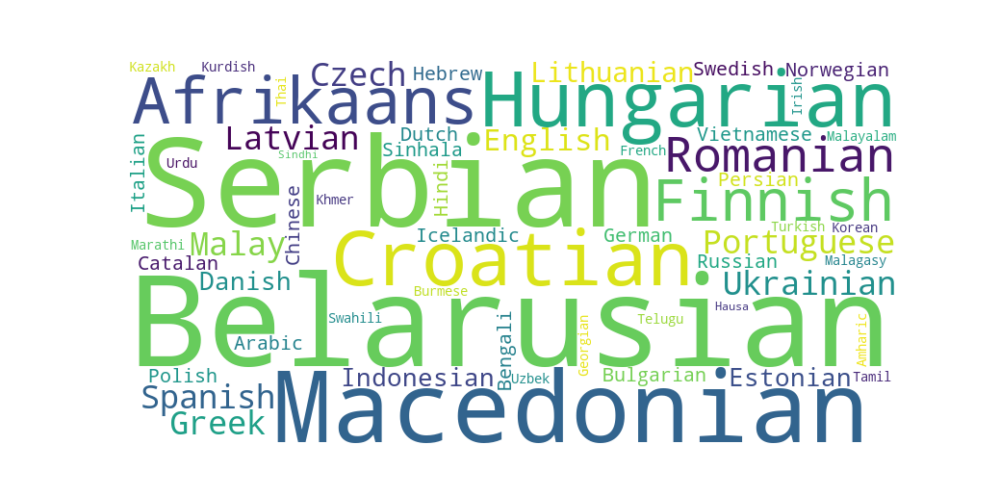 Kazakh
Kurdish
Czech
Hebrew
Lithuanian
Swedish
Norwegian
Afrikaans
Thai
Hungarian
Irish
Latvian
Dutch
English
Vietnamese
Malayalam
Italian
Urdu
Serbian
Sindhi
Sinhala
French
Romanian
Hindi
Persian
Finnish
Chinese
Khmer
Marathi
Malay
Icelandic
German
Turkish
Korean
Croatian
Portuguese
Catalan
Russian
Malagasy
Danish
Burmese
Ukrainian
Belarusian
Swahili
Telugu
Hausa
Arabic
Bengali
Georgian
Amharic
Polish
Indonesian
Uzbek
Bulgarian
Estonian
Tamil
Spanish
Macedonian
Greek